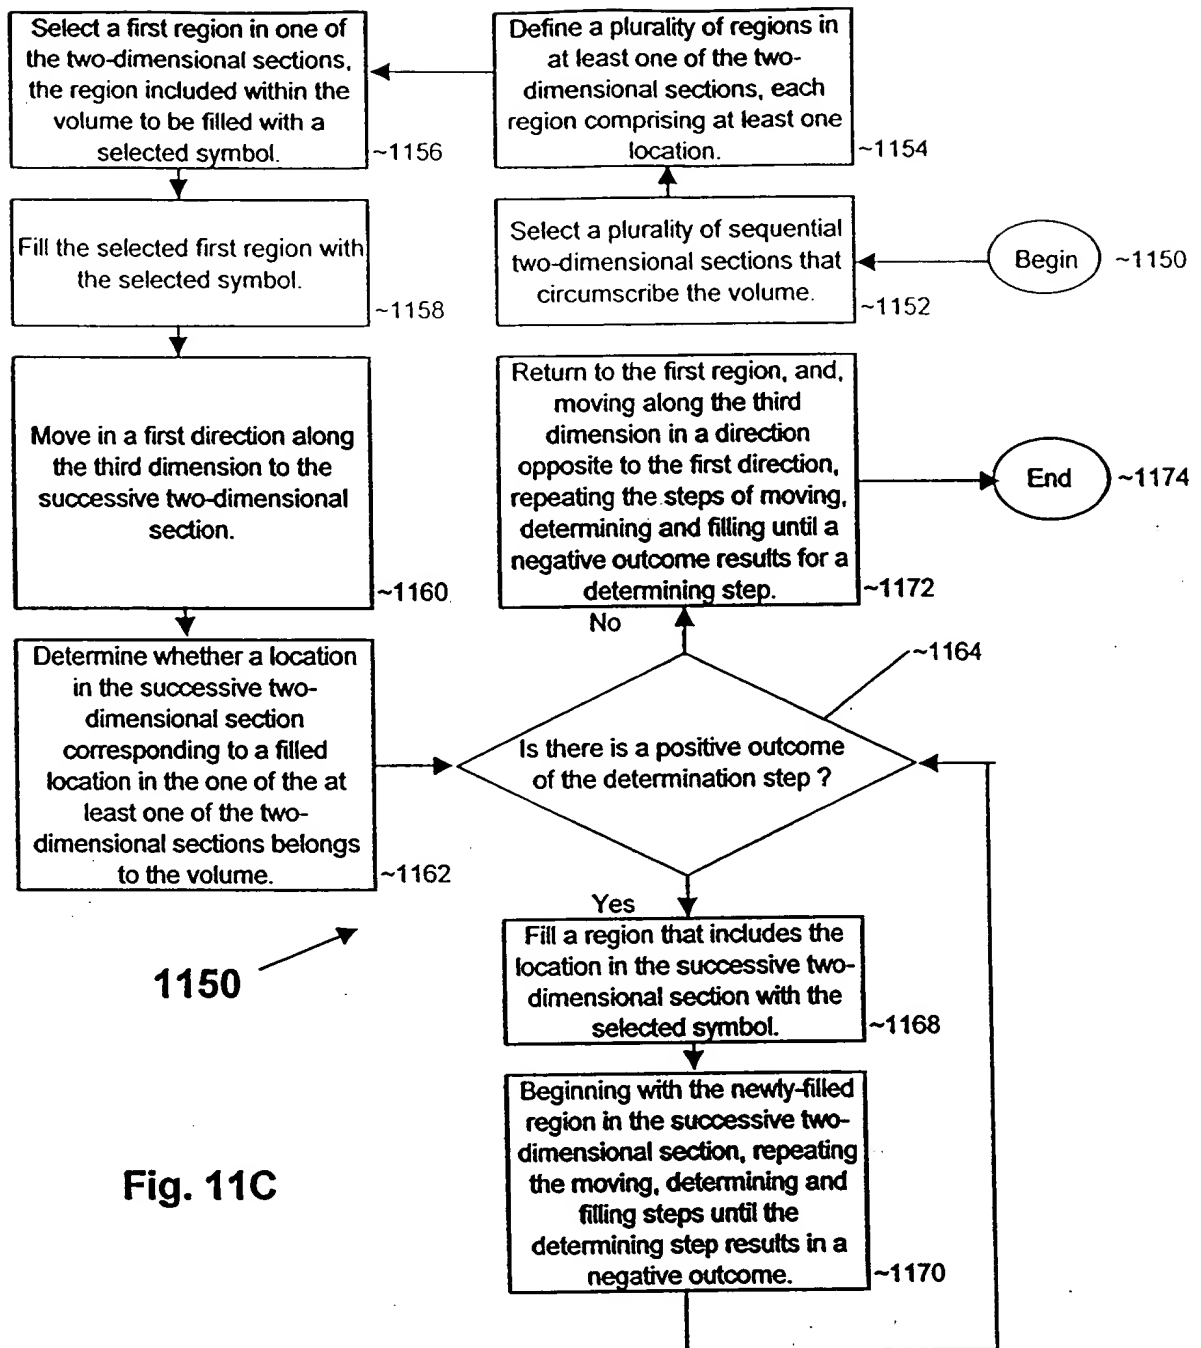 Select a first region in one of
the two-dimensional sections,
the region included within the
volume to be filled with a
selected symbol.
~1156
Define a plurality of regions in
at least one of the two-
dimensional sections, each
region comprising at least one
location.
~1154
Fill the selected first region with
the selected symbol.
~1158
Select a plurality of sequential
two-dimensional sections that
circumscribe the volume.
~1152
Begin
~1150
Move in a first direction along
the third dimension to the
successive two-dimensional
section.
~1160
Return to the first region, and,
moving along the third
dimension in a direction
opposite to the first direction,
repeating the steps of moving,
determining and filling until a
negative outcome results for a
determining step.
~1172
End
~1174
No
Determine whether a location
in the successive two-
dimensional section
corresponding to a filled
location in the one of the at
least one of the two-
dimensional sections belongs
to the volume.
~1162
~1164
Is there is a positive outcome
of the determination step ?
Yes
Fill a region that includes the
location in the successive two-
dimensional section with the
selected symbol.
~1168
1150
Beginning with the newly-filled
region in the successive two-
dimensional section, repeating
the moving, determining and
filling steps until the
determining step results in a
negative outcome.
~1170
Fig. 11C